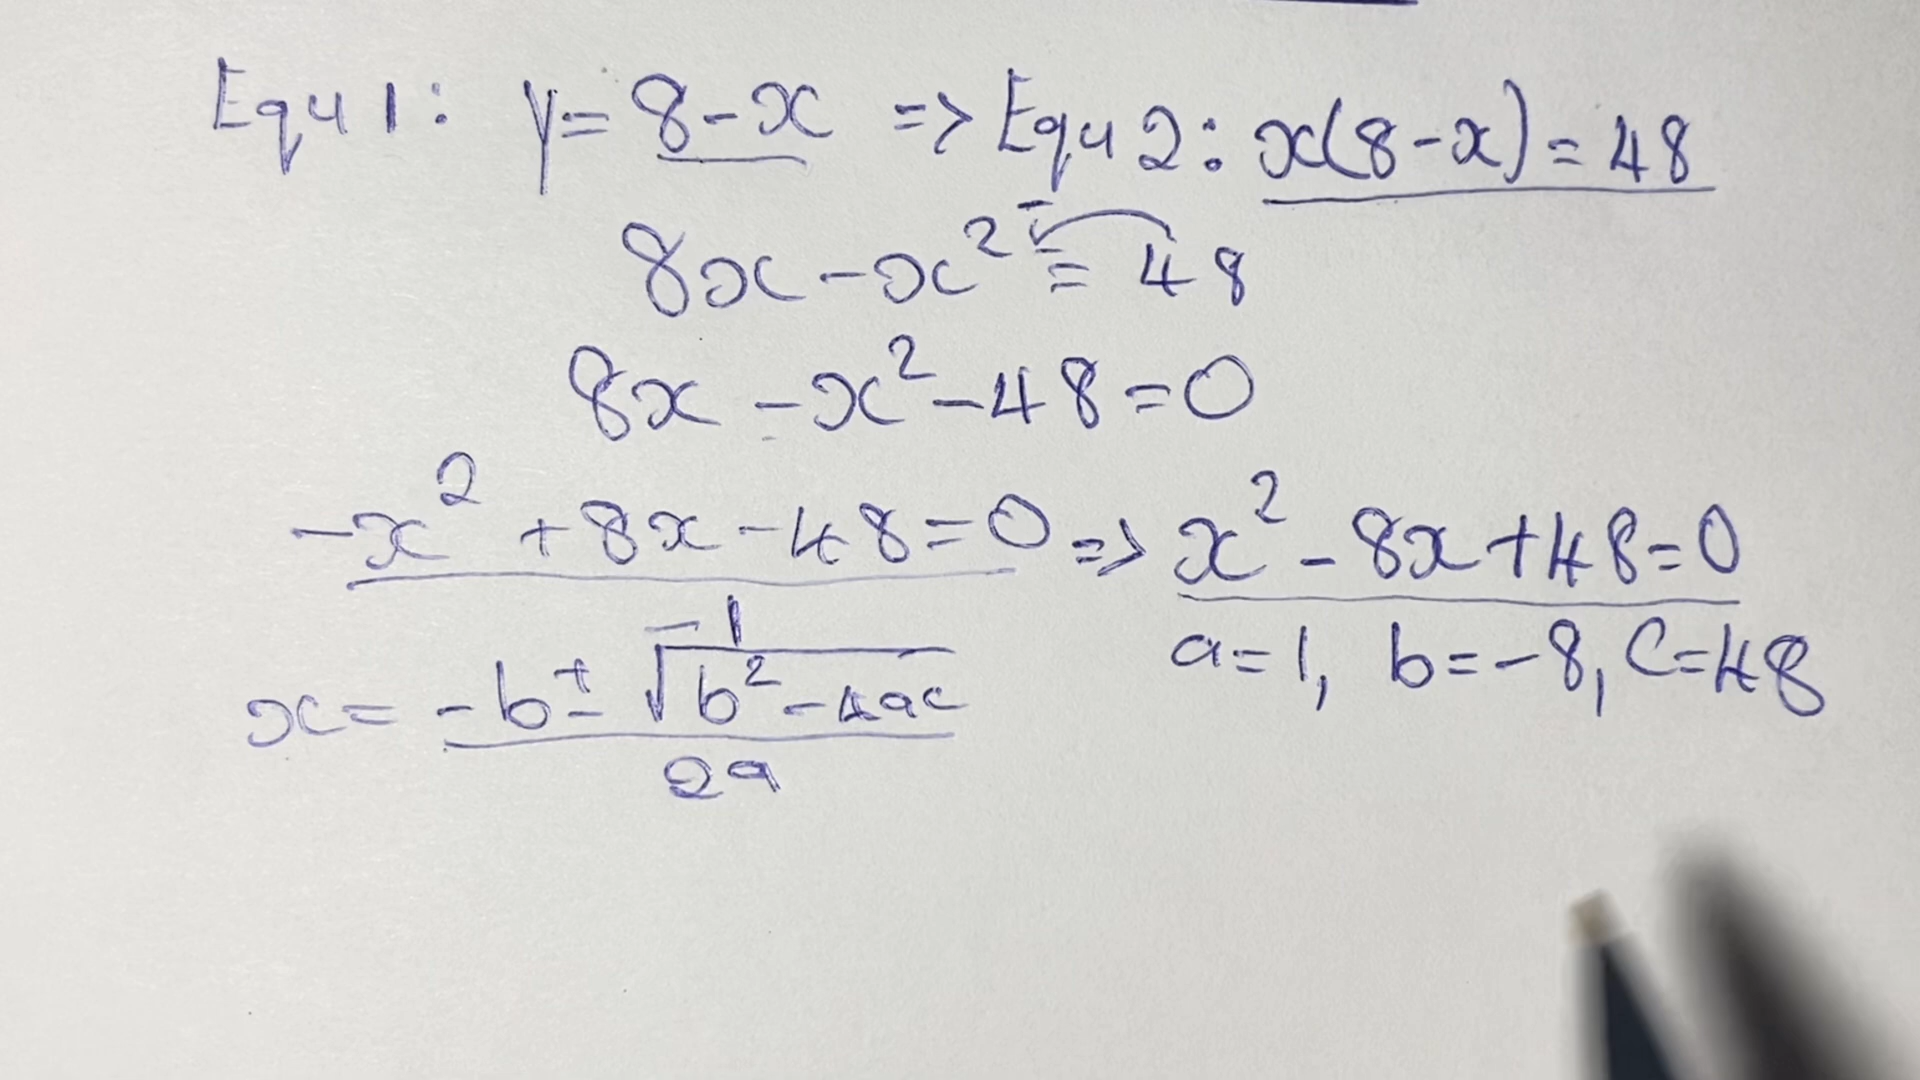 Equ 1: y = 8 - x => Equ 2: x(8 - x) = 48
8x - x² = 48
8x - x² - 48 = 0
-x² + 8x - 48 = 0 => x² - 8x + 48 = 0
-1
a = 1, b = -8, c = 48
x = -b ± √b² - 4ac
2a